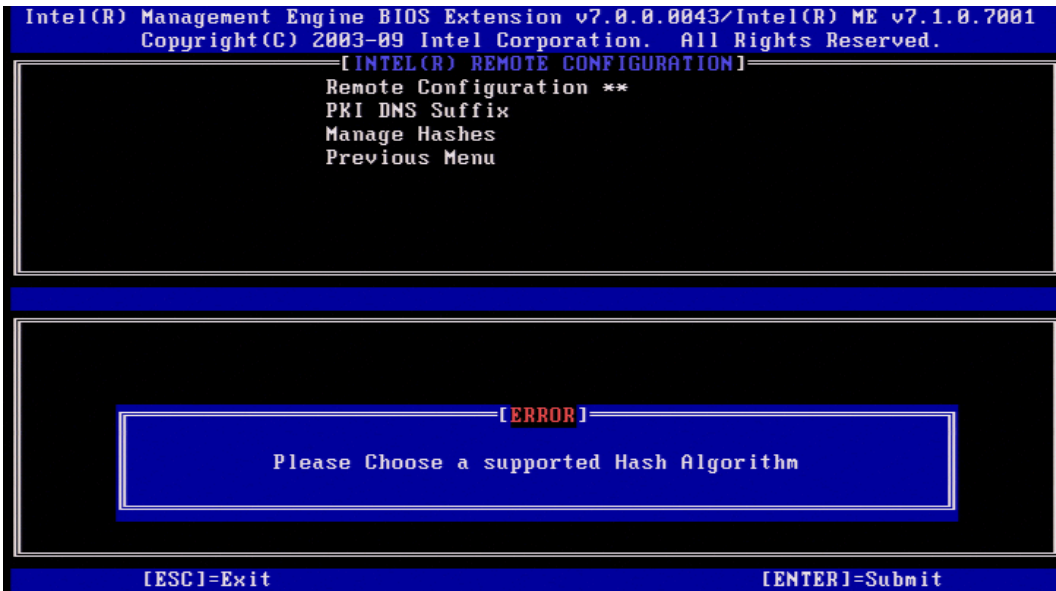 Intel(R) Management Engine BIOS Extension v7.0.0.0043/Intel(R) ME v7.1.0.7001
Copyright(C) 2003-09 Intel Corporation. All Rights Reserved.
[INTEL(R) REMOTE CONFIGURATION]
Remote Configuration **
PKI DNS Suffix
Manage Hashes
Previous Menu
[ERROR]
Please Choose a supported Hash Algorithm
[ESC]=Exit [ENTER]=Submit